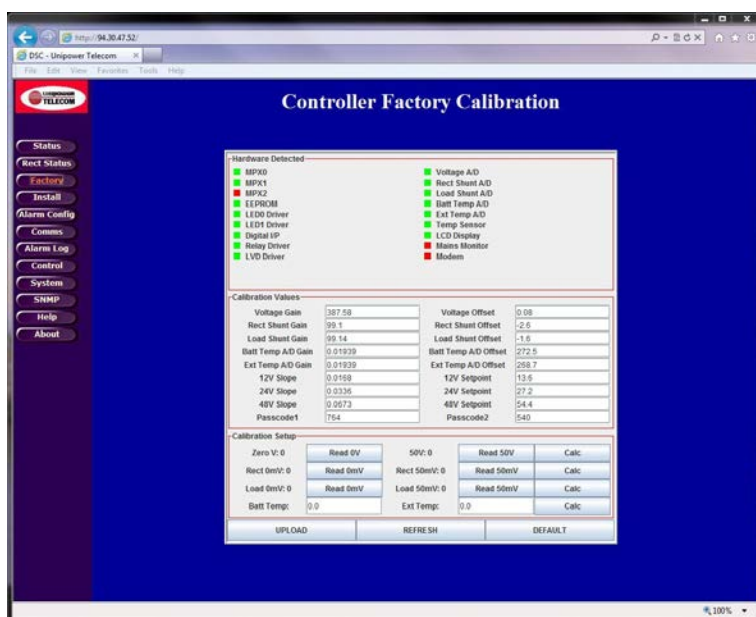 http://94.30.47.52/
DSC - Unipower Telecom
File Edit View Favorites Tools Help
TELECOM
Controller Factory Calibration
Status
Rect Status
Factory
Install
Alarm Config
Comms
Alarm Log
Control
System
SNMP
Help
About
Hardware Detected
MPX0 Voltage A/D
MPX1 Rect Shunt A/D
MPX2 Load Shunt A/D
EEPROM Batt Temp A/D
LED0 Driver Ext Temp A/D
LED1 Driver Temp Sensor
Digital I/P LCD Display
Relay Driver Mains Monitor
LVD Driver Modem
Calibration Values
Voltage Gain 387.58 Voltage Offset 0.08
Rect Shunt Gain 99.1 Rect Shunt Offset -2.6
Load Shunt Gain 99.14 Load Shunt Offset -1.6
Batt Temp A/D Gain 0.01939 Batt Temp A/D Offset 272.5
Ext Temp A/D Gain 0.01939 Ext Temp A/D Offset 268.7
12V Slope 0.0168 12V Setpoint 13.6
24V Slope 0.0336 24V Setpoint 27.2
48V Slope 0.0673 48V Setpoint 54.4
Passcode1 764 Passcode2 540
Calibration Setup
Zero V: 0 Read 0V 50V: 0 Read 50V Calc
Rect 0mV: 0 Read 0mV Rect 50mV: 0 Read 50mV Calc
Load 0mV: 0 Read 0mV Load 50mV: 0 Read 50mV Calc
Batt Temp: 0.0 Ext Temp: 0.0 Calc
UPLOAD REFRESH DEFAULT
100%